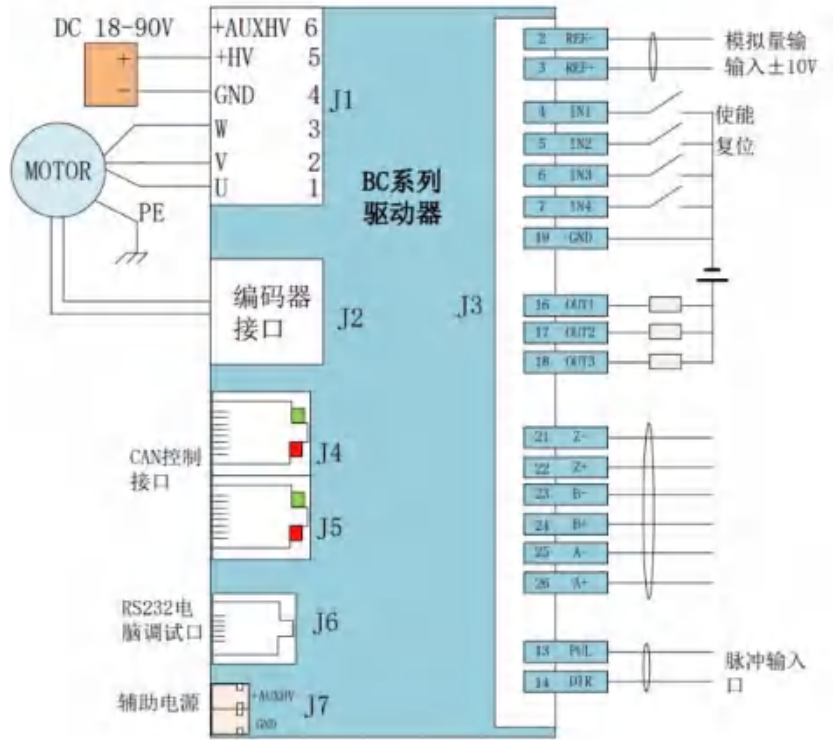 DC 18-90V
+
-
MOTOR
PE
+AUXHV 6
+HV 5
GND 4
W 3
V 2
U 1
J1
BC系列
驱动器
编码器
接口
J2
J3
CAN控制
接口
J4
J5
RS232电
脑调试口
J6
辅助电源
+AUXHV
GND
J7
2 REF-
3 REF+
模拟量输
输入±10V
4 IN1
使能
5 IN2
复位
6 IN3
7 IN4
19 GND
16 OUT1
17 OUT2
18 OUT3
21 Z-
22 Z+
23 B-
24 B+
25 A-
26 A+
13 PUL
14 DIR
脉冲输入
口